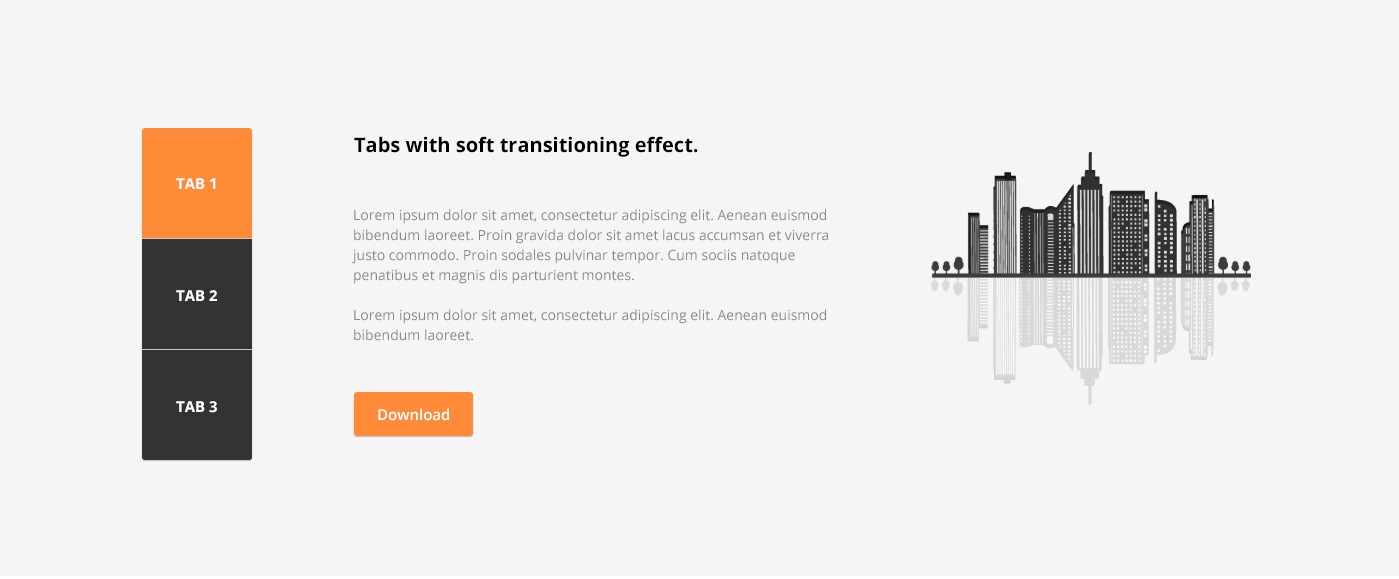 TAB 1
TAB 2
TAB 3
Tabs with soft transitioning effect.
Lorem ipsum dolor sit amet, consectetur adipiscing elit. Aenean euismod
bibendum laoreet. Proin gravida dolor sit amet lacus accumsan et viverra
justo commodo. Proin sodales pulvinar tempor. Cum sociis natoque
penatibus et magnis dis parturient montes.
Lorem ipsum dolor sit amet, consectetur adipiscing elit. Aenean euismod
bibendum laoreet.
Download